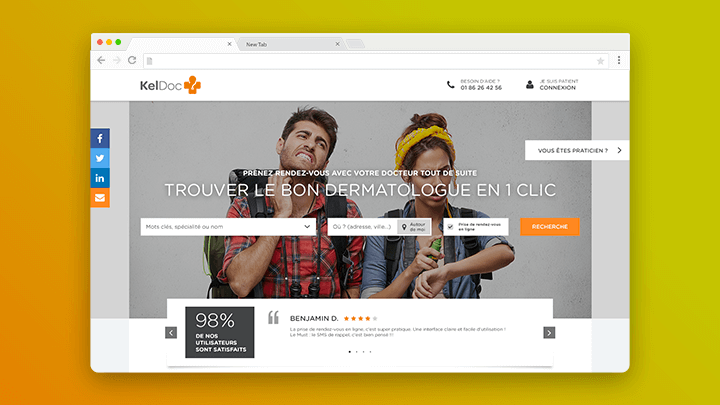 New Tab
KelDoc
BESOIN D'AIDE ?
01 86 26 42 56
JE SUIS PATIENT
CONNEXION
VOUS ÊTES PRATICIEN ?
PRENEZ RENDEZ-VOUS AVEC VOTRE DOCTEUR TOUT DE SUITE
TROUVER LE BON DERMATOLOGUE EN 1 CLIC
Mots clés, spécialité ou nom
Où ? (adresse, ville...)
Autour
de moi
Prise de rendez-vous
en ligne
RECHERCHE
98%
DE NOS
UTILISATEURS
SONT SATISFAITS
BENJAMIN D.
La prise de rendez-vous en ligne, c'est super pratique. Une interface claire et facile d'utilisation !
Le Must : le SMS de rappel, c'est bien pensé !!!